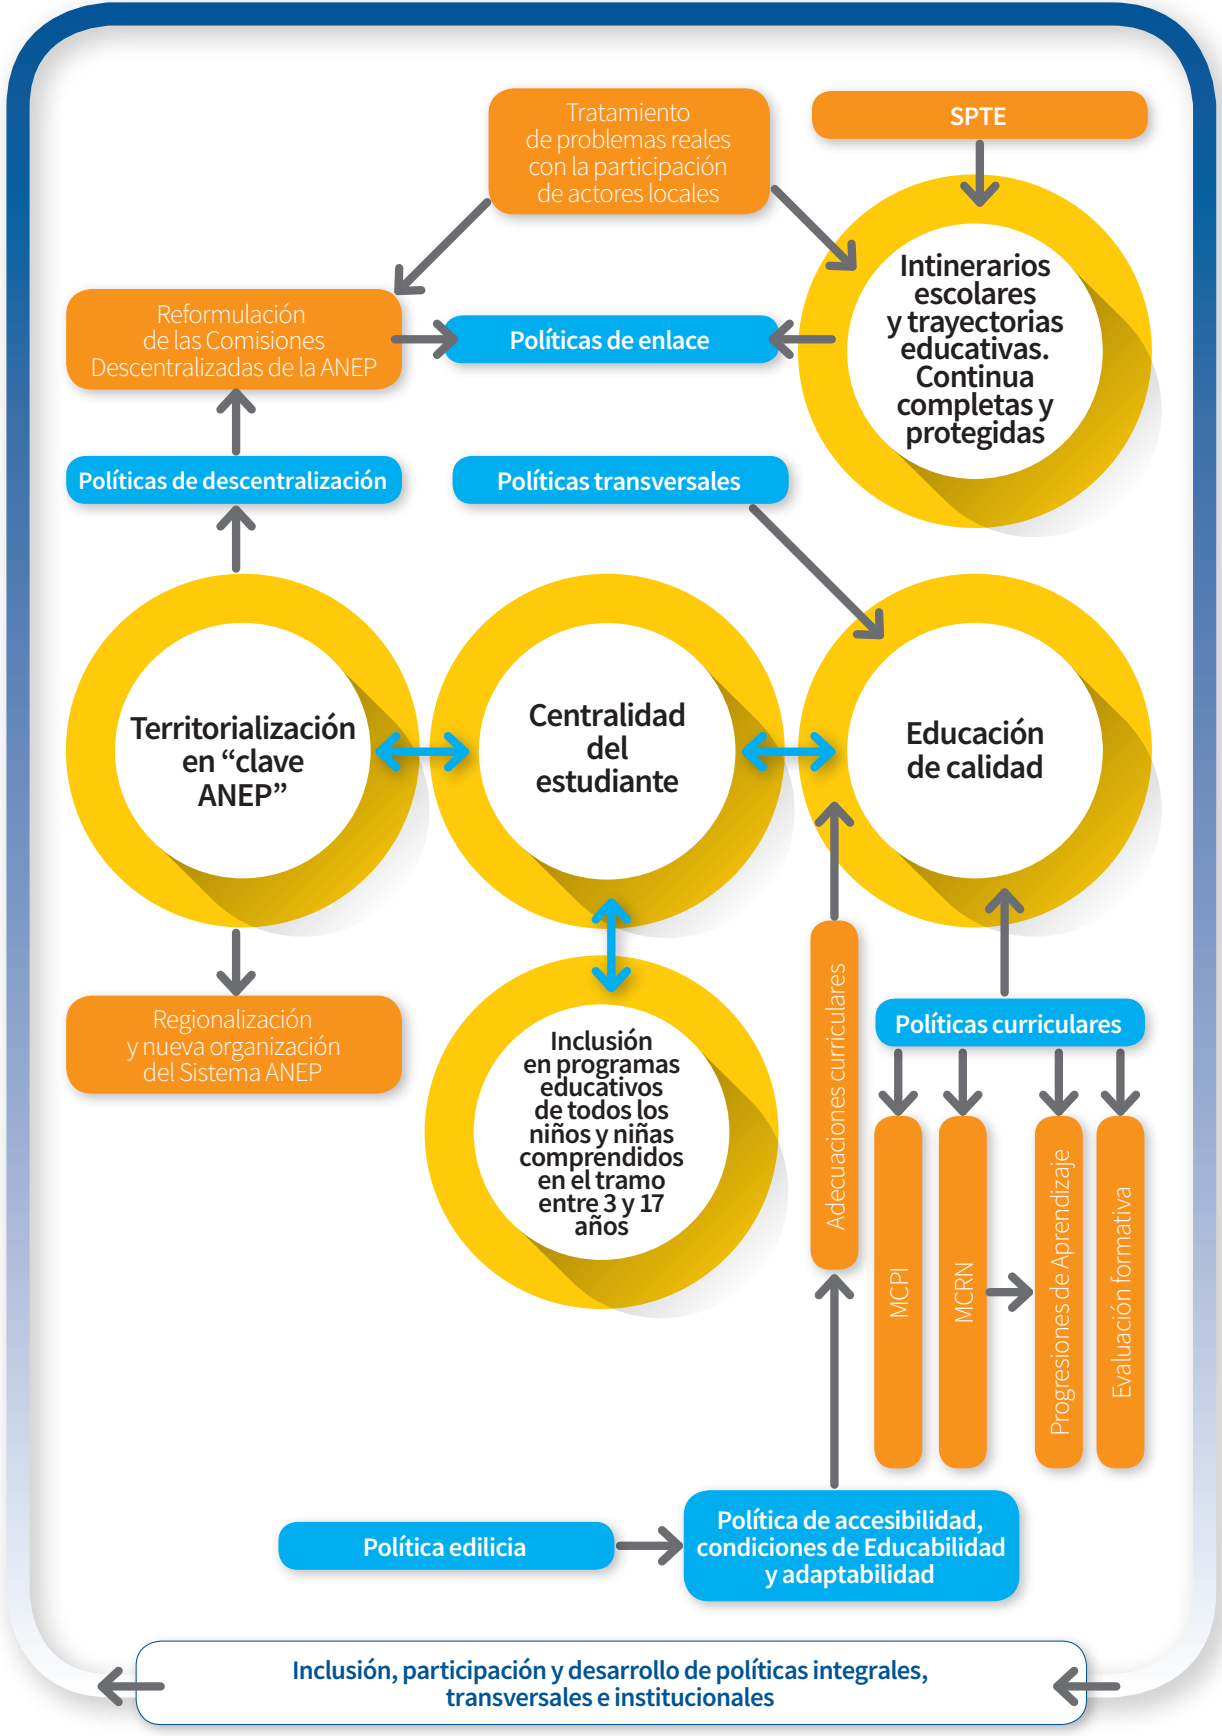 Tratamiento
de problemas reales
con la participación
de actores locales
SPTE
Intinerarios
escolares
y trayectorias
educativas.
Continua
completas y
protegidas
Reformulación
de las Comisiones
Descentralizadas de la ANEP
Políticas de enlace
Políticas de descentralización
Políticas transversales
Territorialización
en “clave
ANEP”
Centralidad
del
estudiante
Educación
de calidad
Regionalización
y nueva organización
del Sistema ANEP
Inclusión
en programas
educativos
de todos los
niños y niñas
comprendidos
en el tramo
entre 3 y 17
años
Adecuaciones curriculares
Políticas curriculares
MCPI
MCRN
Progresiones de Aprendizaje
Evaluación formativa
Política edilicia
Política de accesibilidad,
condiciones de Educabilidad
y adaptabilidad
Inclusión, participación y desarrollo de políticas integrales,
transversales e institucionales